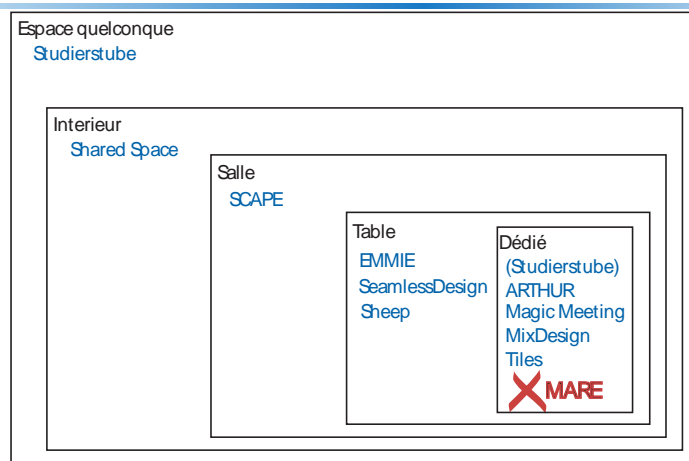 Espace quelconque
Studierstube
Interieur
Shared Space
Salle
SCAPE
Table
EMMIE
SeamlessDesign
Sheep
Dédié
(Studierstube)
ARTHUR
Magic Meeting
MixDesign
Tiles
MARE